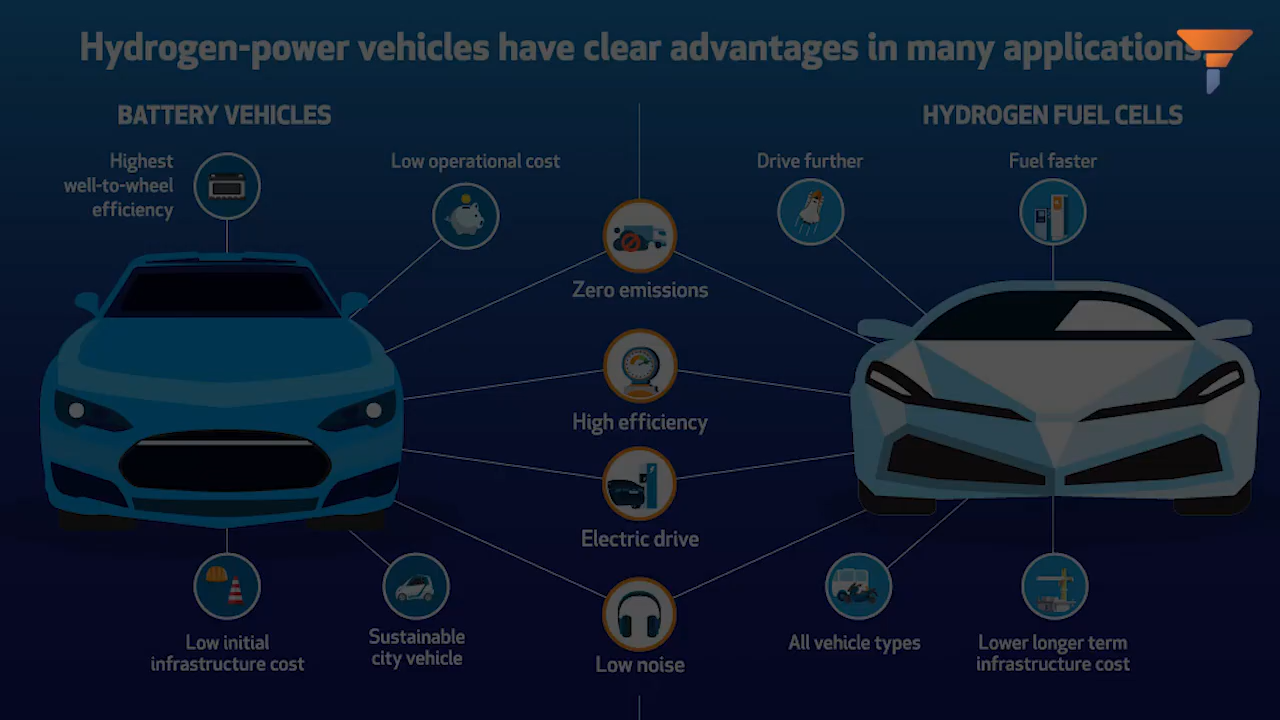 Hydrogen-power vehicles have clear advantages in many applications.
BATTERY VEHICLES
HYDROGEN FUEL CELLS
Highest
well-to-wheel
efficiency
Low operational cost
Drive further
Fuel faster
Zero emissions
High efficiency
Electric drive
Low noise
Low initial
infrastructure cost
Sustainable
city vehicle
All vehicle types
Lower longer term
infrastructure cost